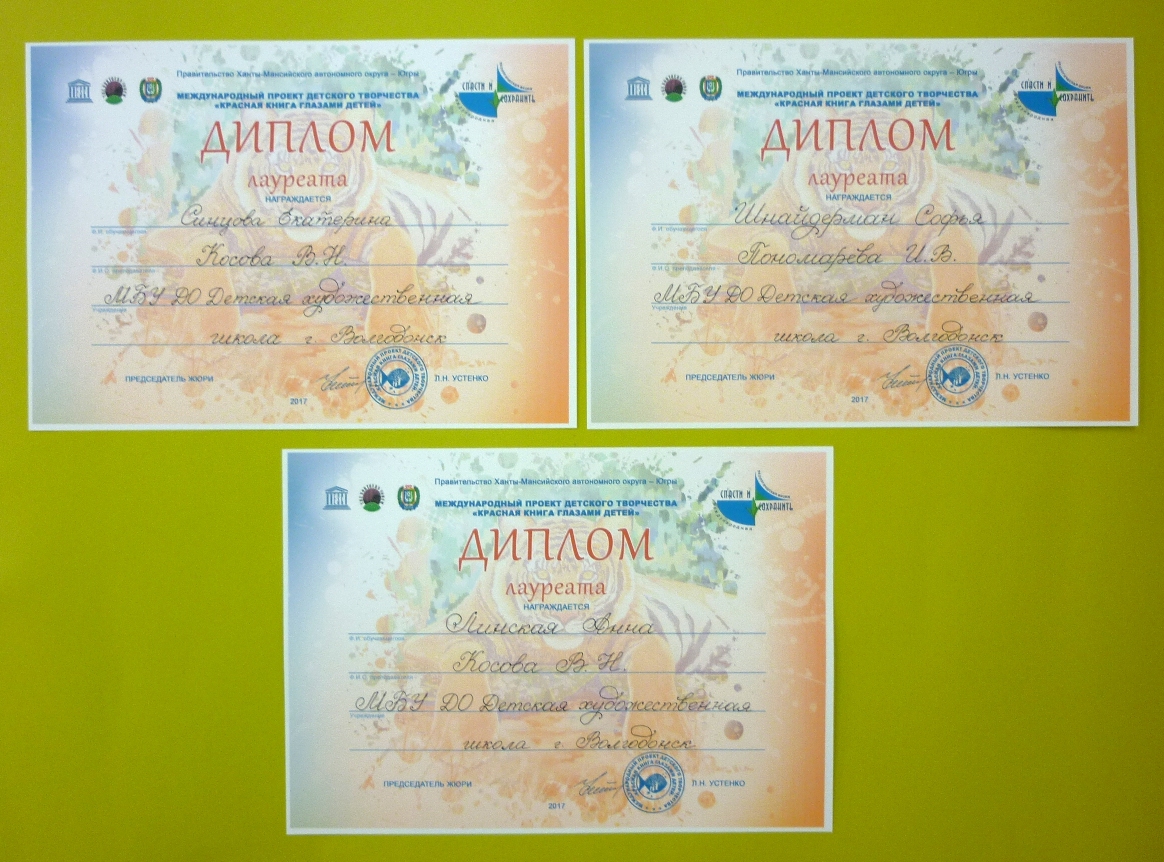 Правительство Ханты-Мансийского автономного округа – Югры
МЕЖДУНАРОДНЫЙ ПРОЕКТ ДЕТСКОГО ТВОРЧЕСТВА
«КРАСНАЯ КНИГА ГЛАЗАМИ ДЕТЕЙ»
СПАСТИ И
СОХРАНИТЬ
ДИПЛОМ
лауреата
НАГРАЖДАЕТСЯ
Синцова Екатерина
Косова В.Н.
МБУ ДО Детская художественная
Учреждение
школа г. Волгодонск
ПРЕДСЕДАТЕЛЬ ЖЮРИ
Л.Н. УСТЕНКО
2017
Правительство Ханты-Мансийского автономного округа – Югры
МЕЖДУНАРОДНЫЙ ПРОЕКТ ДЕТСКОГО ТВОРЧЕСТВА
«КРАСНАЯ КНИГА ГЛАЗАМИ ДЕТЕЙ»
СПАСТИ И
СОХРАНИТЬ
ДИПЛОМ
лауреата
НАГРАЖДАЕТСЯ
Шнайдерман Софья
Пономарева И.В.
МБУ ДО Детская художественная
Учреждение
школа г. Волгодонск
ПРЕДСЕДАТЕЛЬ ЖЮРИ
Л.Н. УСТЕНКО
2017
Правительство Ханты-Мансийского автономного округа – Югры
МЕЖДУНАРОДНЫЙ ПРОЕКТ ДЕТСКОГО ТВОРЧЕСТВА
«КРАСНАЯ КНИГА ГЛАЗАМИ ДЕТЕЙ»
СПАСТИ И
СОХРАНИТЬ
ДИПЛОМ
лауреата
НАГРАЖДАЕТСЯ
Линская Анна
Косова В.Н.
МБУ ДО Детская художественная
Учреждение
школа г. Волгодонск
ПРЕДСЕДАТЕЛЬ ЖЮРИ
Л.Н. УСТЕНКО
2017